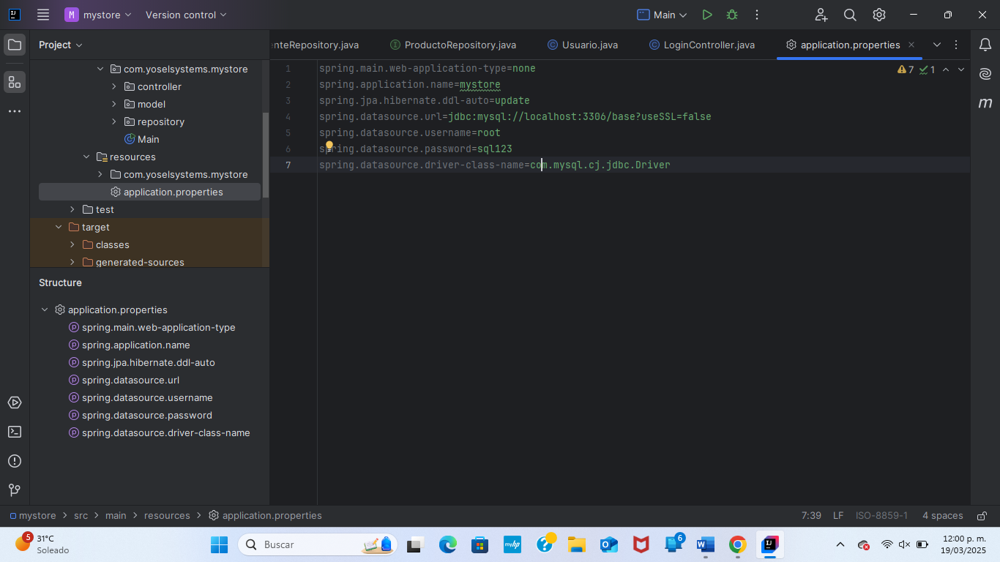 M mystore Version control Main
Project
nteRepository.java ProductoRepository.java Usuario.java LoginController.java application.properties
com.yoselsystems.mystore
controller
model
repository
Main
resources
com.yoselsystems.mystore
application.properties
test
target
classes
generated-sources
1 spring.main.web-application-type=none
2 spring.application.name=mystore
3 spring.jpa.hibernate.ddl-auto=update
4 spring.datasource.url=jdbc:mysql://localhost:3306/base?useSSL=false
5 spring.datasource.username=root
6 spring.datasource.password=sql123
7 spring.datasource.driver-class-name=com.mysql.cj.jdbc.Driver
7 1
m
Structure
application.properties
spring.main.web-application-type
spring.application.name
spring.jpa.hibernate.ddl-auto
spring.datasource.url
spring.datasource.username
spring.datasource.password
spring.datasource.driver-class-name
mystore > src > main > resources > application.properties 7:39 LF ISO-8859-1 4 spaces
5 31°C
Soleado
Buscar
myhp
6
12:00 p. m.
19/03/2025